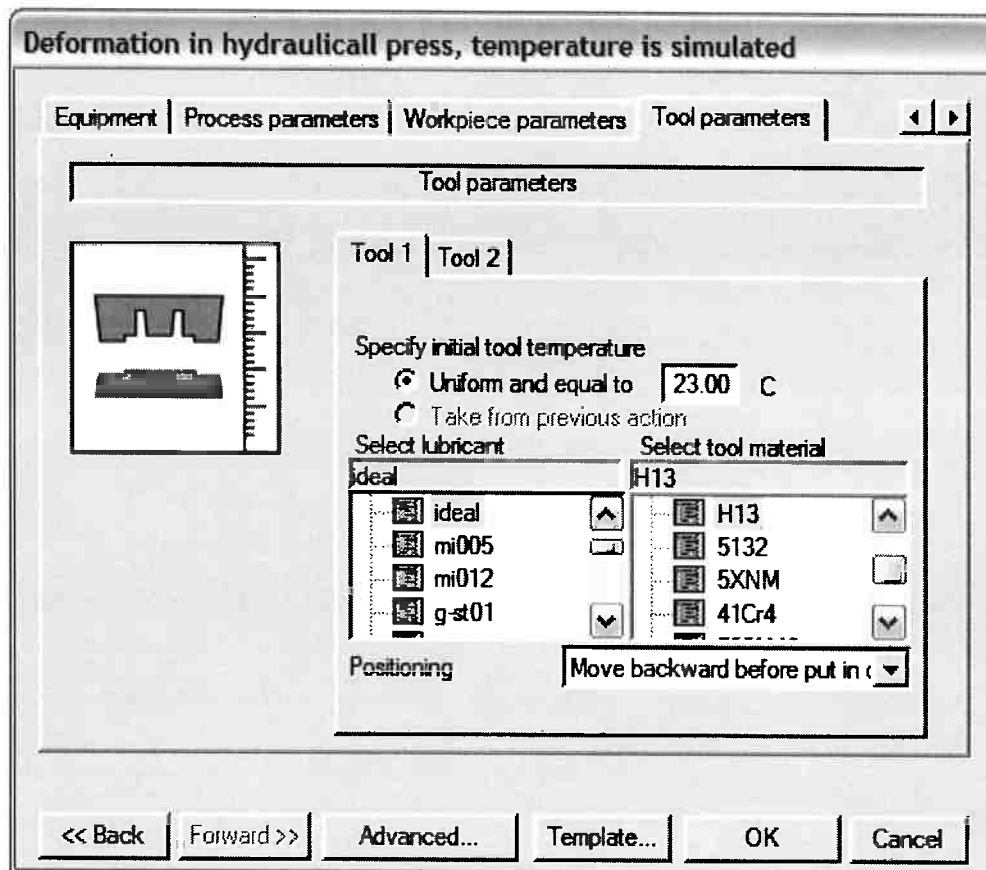 Deformation in hydraulicall press, temperature is simulated
Equipment Process parameters Workpiece parameters Tool parameters
Tool parameters
Tool 1 Tool 2
Specify initial tool temperature
Uniform and equal to 23.00 C
Take from previous action
Select lubricant Select tool material
ideal H13
ideal H13
mi005 5132
mi012 5XNM
g-st01 41Cr4
Positioning Move backward before put in
<< Back Forward >> Advanced... Template... OK Cancel